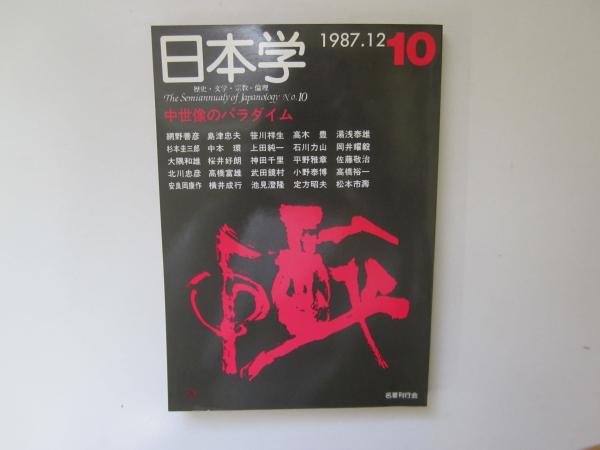 日本学
1987.12
10
歴史・文学・宗教・倫理
The Semiannualy of Japanology No.10
中世像のパラダイム
網野善彦 島津忠夫 笹川祥生 高木 豊 湯浅泰雄
杉本圭三郎 中本 環 上田純一 石川力山 岡井耀毅
大隅和雄 桜井好朗 神田千里 平野雅章 佐藤敬治
北川忠彦 高橋富雄 武田鏡村 小野泰博 高橋裕一
安良岡康作 横井成行 池見澄隆 定方昭夫 松本市壽
名著刊行会